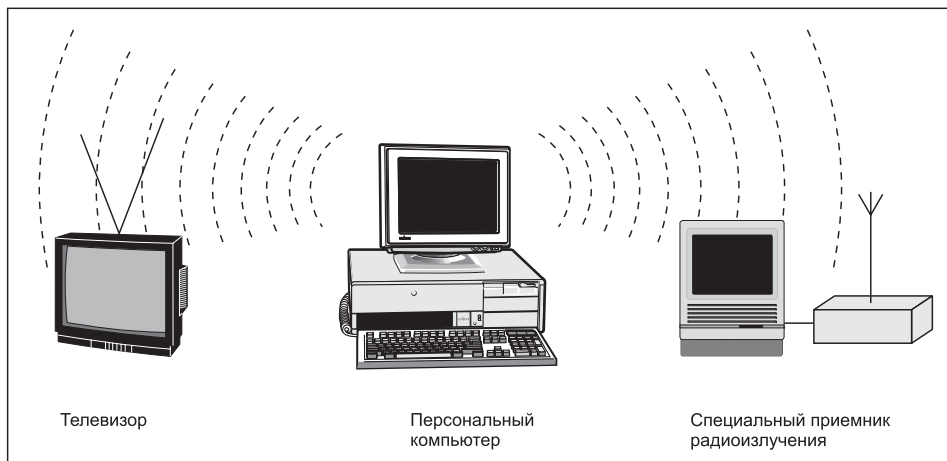 Телевизор
Персональный
компьютер
Специальный приемник
радиоизлучения